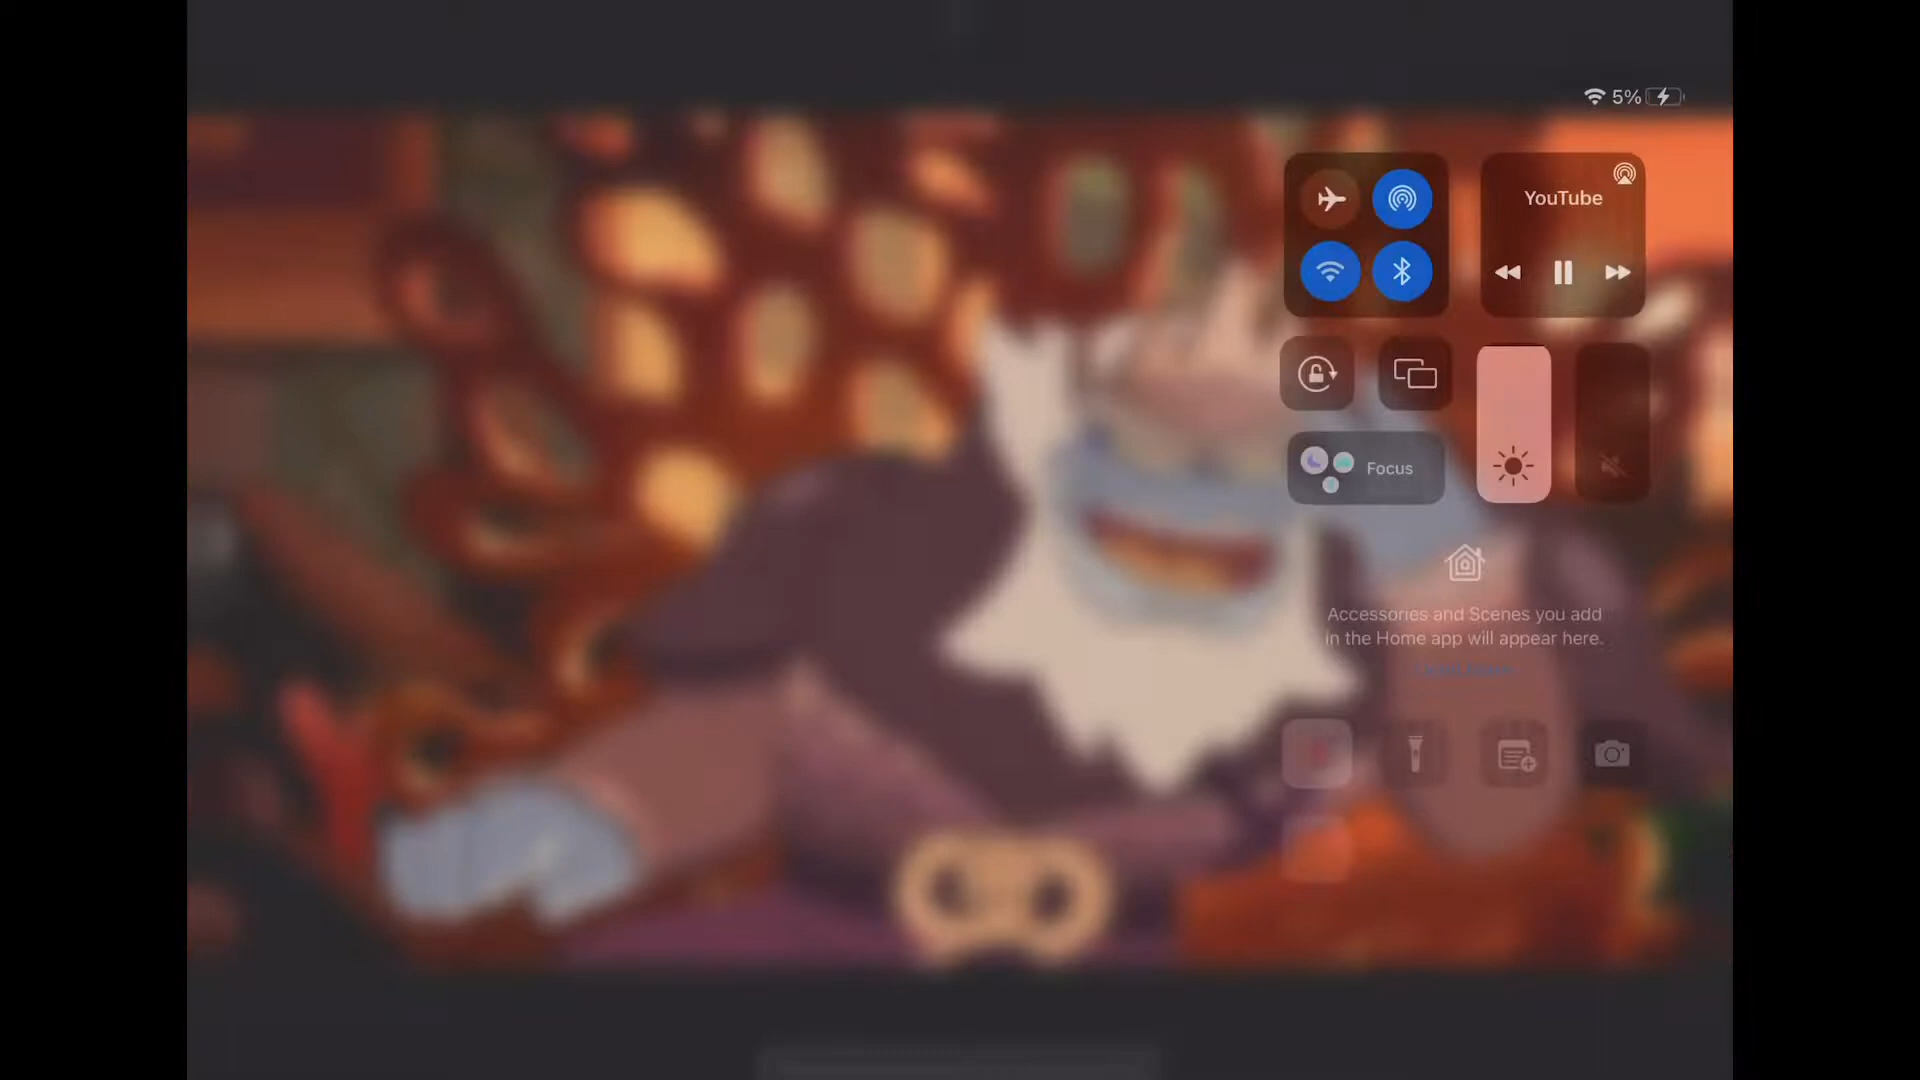 5%
YouTube
Focus
Accessories and Scenes you add
in the Home app will appear here.